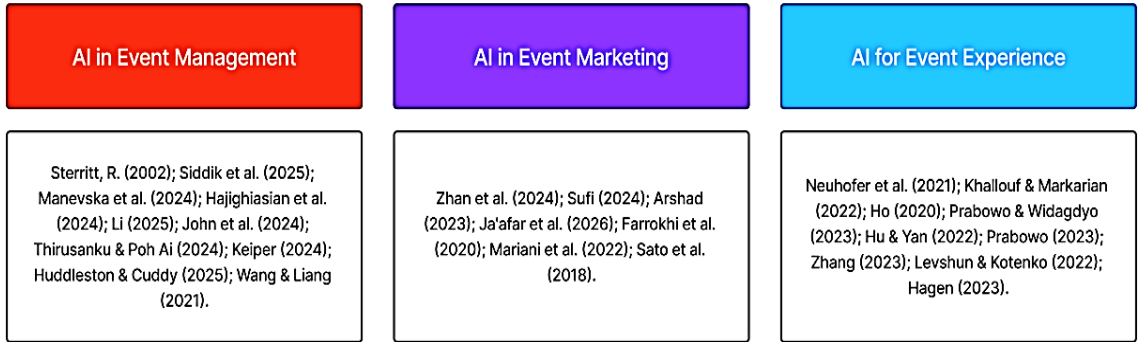 AI in Event Management
AI in Event Marketing
AI for Event Experience
Sterritt, R. (2002); Siddik et al. (2025);
Manevska et al. (2024); Hajighiasian et al.
(2024); Li (2025); John et al. (2024);
Thirusanku & Poh Ai (2024); Keiper (2024);
Huddleston & Cuddy (2025); Wang & Liang
(2021).
Zhan et al. (2024); Sufi (2024); Arshad
(2023); Ja'afar et al. (2026); Farrokhi et al.
(2020); Mariani et al. (2022); Sato et al.
(2018).
Neuhofer et al. (2021); Khallouf & Markarian
(2022); Ho (2020); Prabowo & Widagdyo
(2023); Hu & Yan (2022); Prabowo (2023);
Zhang (2023); Levshun & Kotenko (2022);
Hagen (2023).